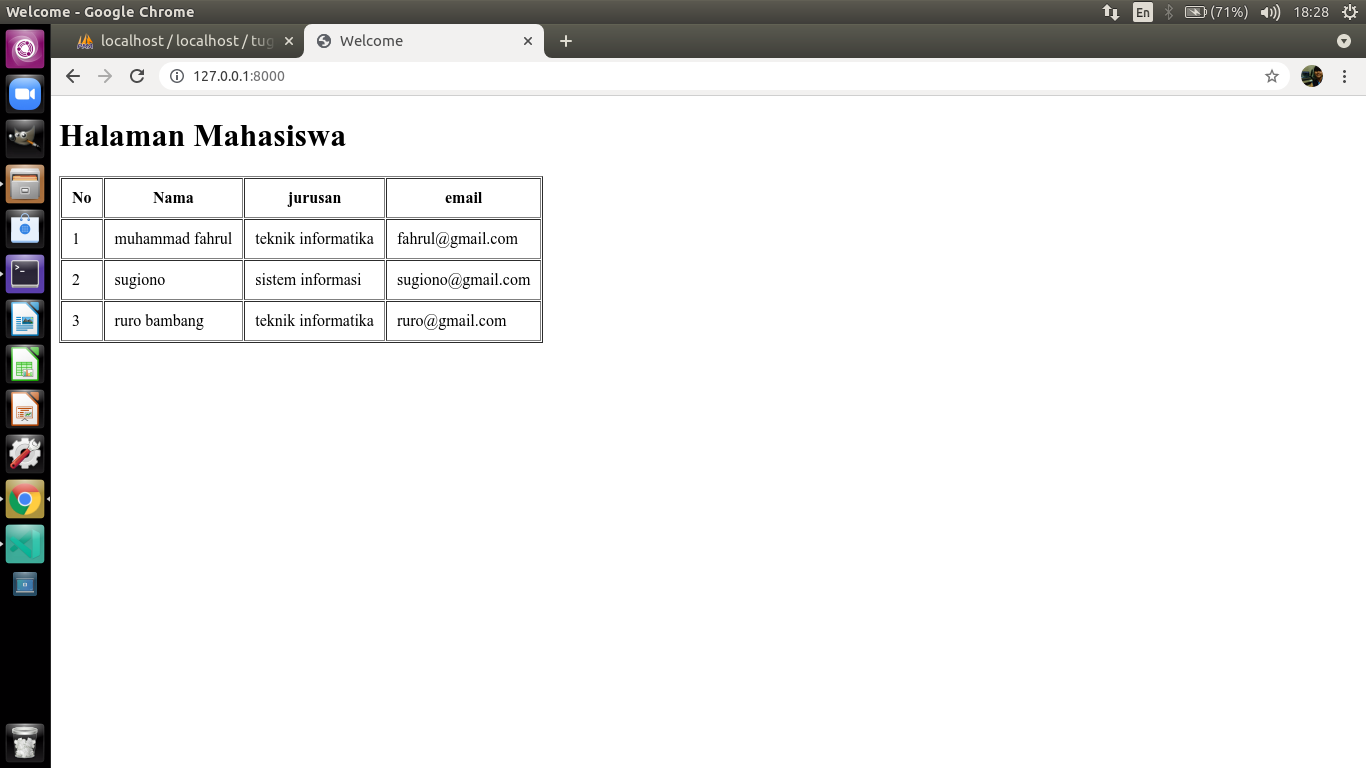 Welcome - Google Chrome En (71%) 18:28
localhost / localhost / tug Welcome
127.0.0.1:8000
Halaman Mahasiswa
No Nama jurusan email
1 muhammad fahrul teknik informatika fahrul@gmail.com
2 sugiono sistem informasi sugiono@gmail.com
3 ruro bambang teknik informatika ruro@gmail.com